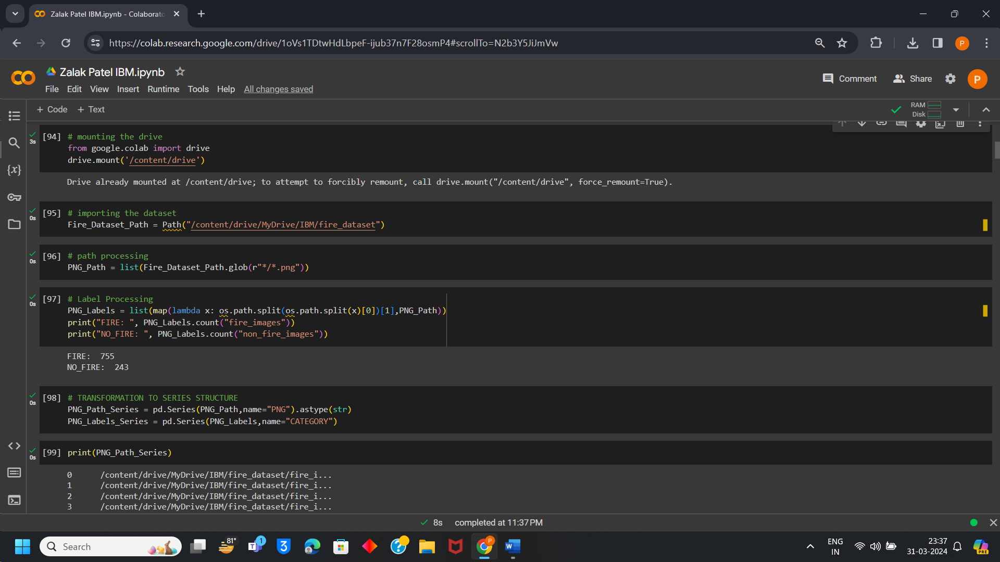 Zalak Patel IBM.ipynb - Colaborato
https://colab.research.google.com/drive/1oVs1TDtwHdLbpeF-ijub37n7F28osmP4#scrollTo=N2b3Y5JiJmVw
P
Zalak Patel IBM.ipynb
Comment
Share
P
File Edit View Insert Runtime Tools Help All changes saved
+ Code + Text
RAM
Disk
3s
[94] # mounting the drive
from google.colab import drive
drive.mount('/content/drive')
Drive already mounted at /content/drive; to attempt to forcibly remount, call drive.mount("/content/drive", force_remount=True).
0s
[95] # importing the dataset
Fire_Dataset_Path = Path("/content/drive/MyDrive/IBM/fire_dataset")
0s
[96] # path processing
PNG_Path = list(Fire_Dataset_Path.glob(r"*/*.png"))
0s
[97] # Label Processing
PNG_Labels = list(map(lambda x: os.path.split(os.path.split(x)[0])[1],PNG_Path))
print("FIRE: ", PNG_Labels.count("fire_images"))
print("NO_FIRE: ", PNG_Labels.count("non_fire_images"))
FIRE:  755
NO_FIRE:  243
0s
[98] # TRANSFORMATION TO SERIES STRUCTURE
PNG_Path_Series = pd.Series(PNG_Path,name="PNG").astype(str)
PNG_Labels_Series = pd.Series(PNG_Labels,name="CATEGORY")
0s
[99] print(PNG_Path_Series)
0      /content/drive/MyDrive/IBM/fire_dataset/fire_i...
1      /content/drive/MyDrive/IBM/fire_dataset/fire_i...
2      /content/drive/MyDrive/IBM/fire_dataset/fire_i...
3      /content/drive/MyDrive/IBM/fire_dataset/fire_i...
8s completed at 11:37 PM
Search
81°
1
P
ENG
IN
23:37
31-03-2024
PRE